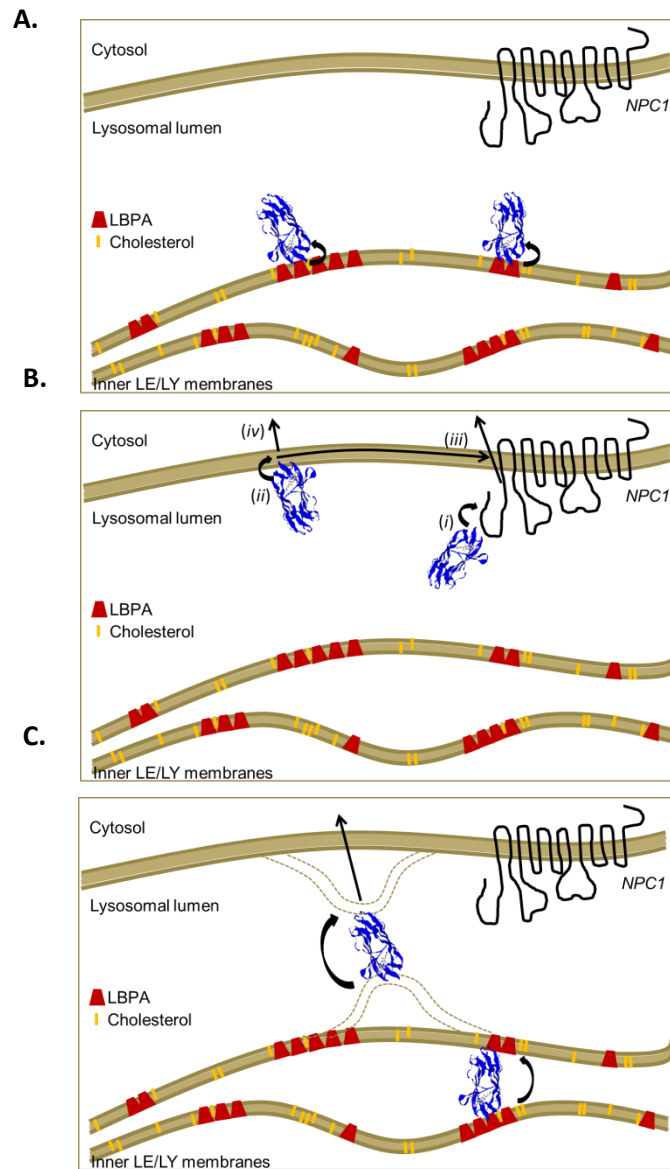 A.
Cytosol
NPC1
Lysosomal lumen
LBPA
Cholesterol
Inner LE/LY membranes
B.
Cytosol
(iv)
(iii)
NPC1
(ii)
Lysosomal lumen
(i)
LBPA
Cholesterol
Inner LE/LY membranes
C.
Cytosol
NPC1
Lysosomal lumen
LBPA
Cholesterol
Inner LE/LY membranes